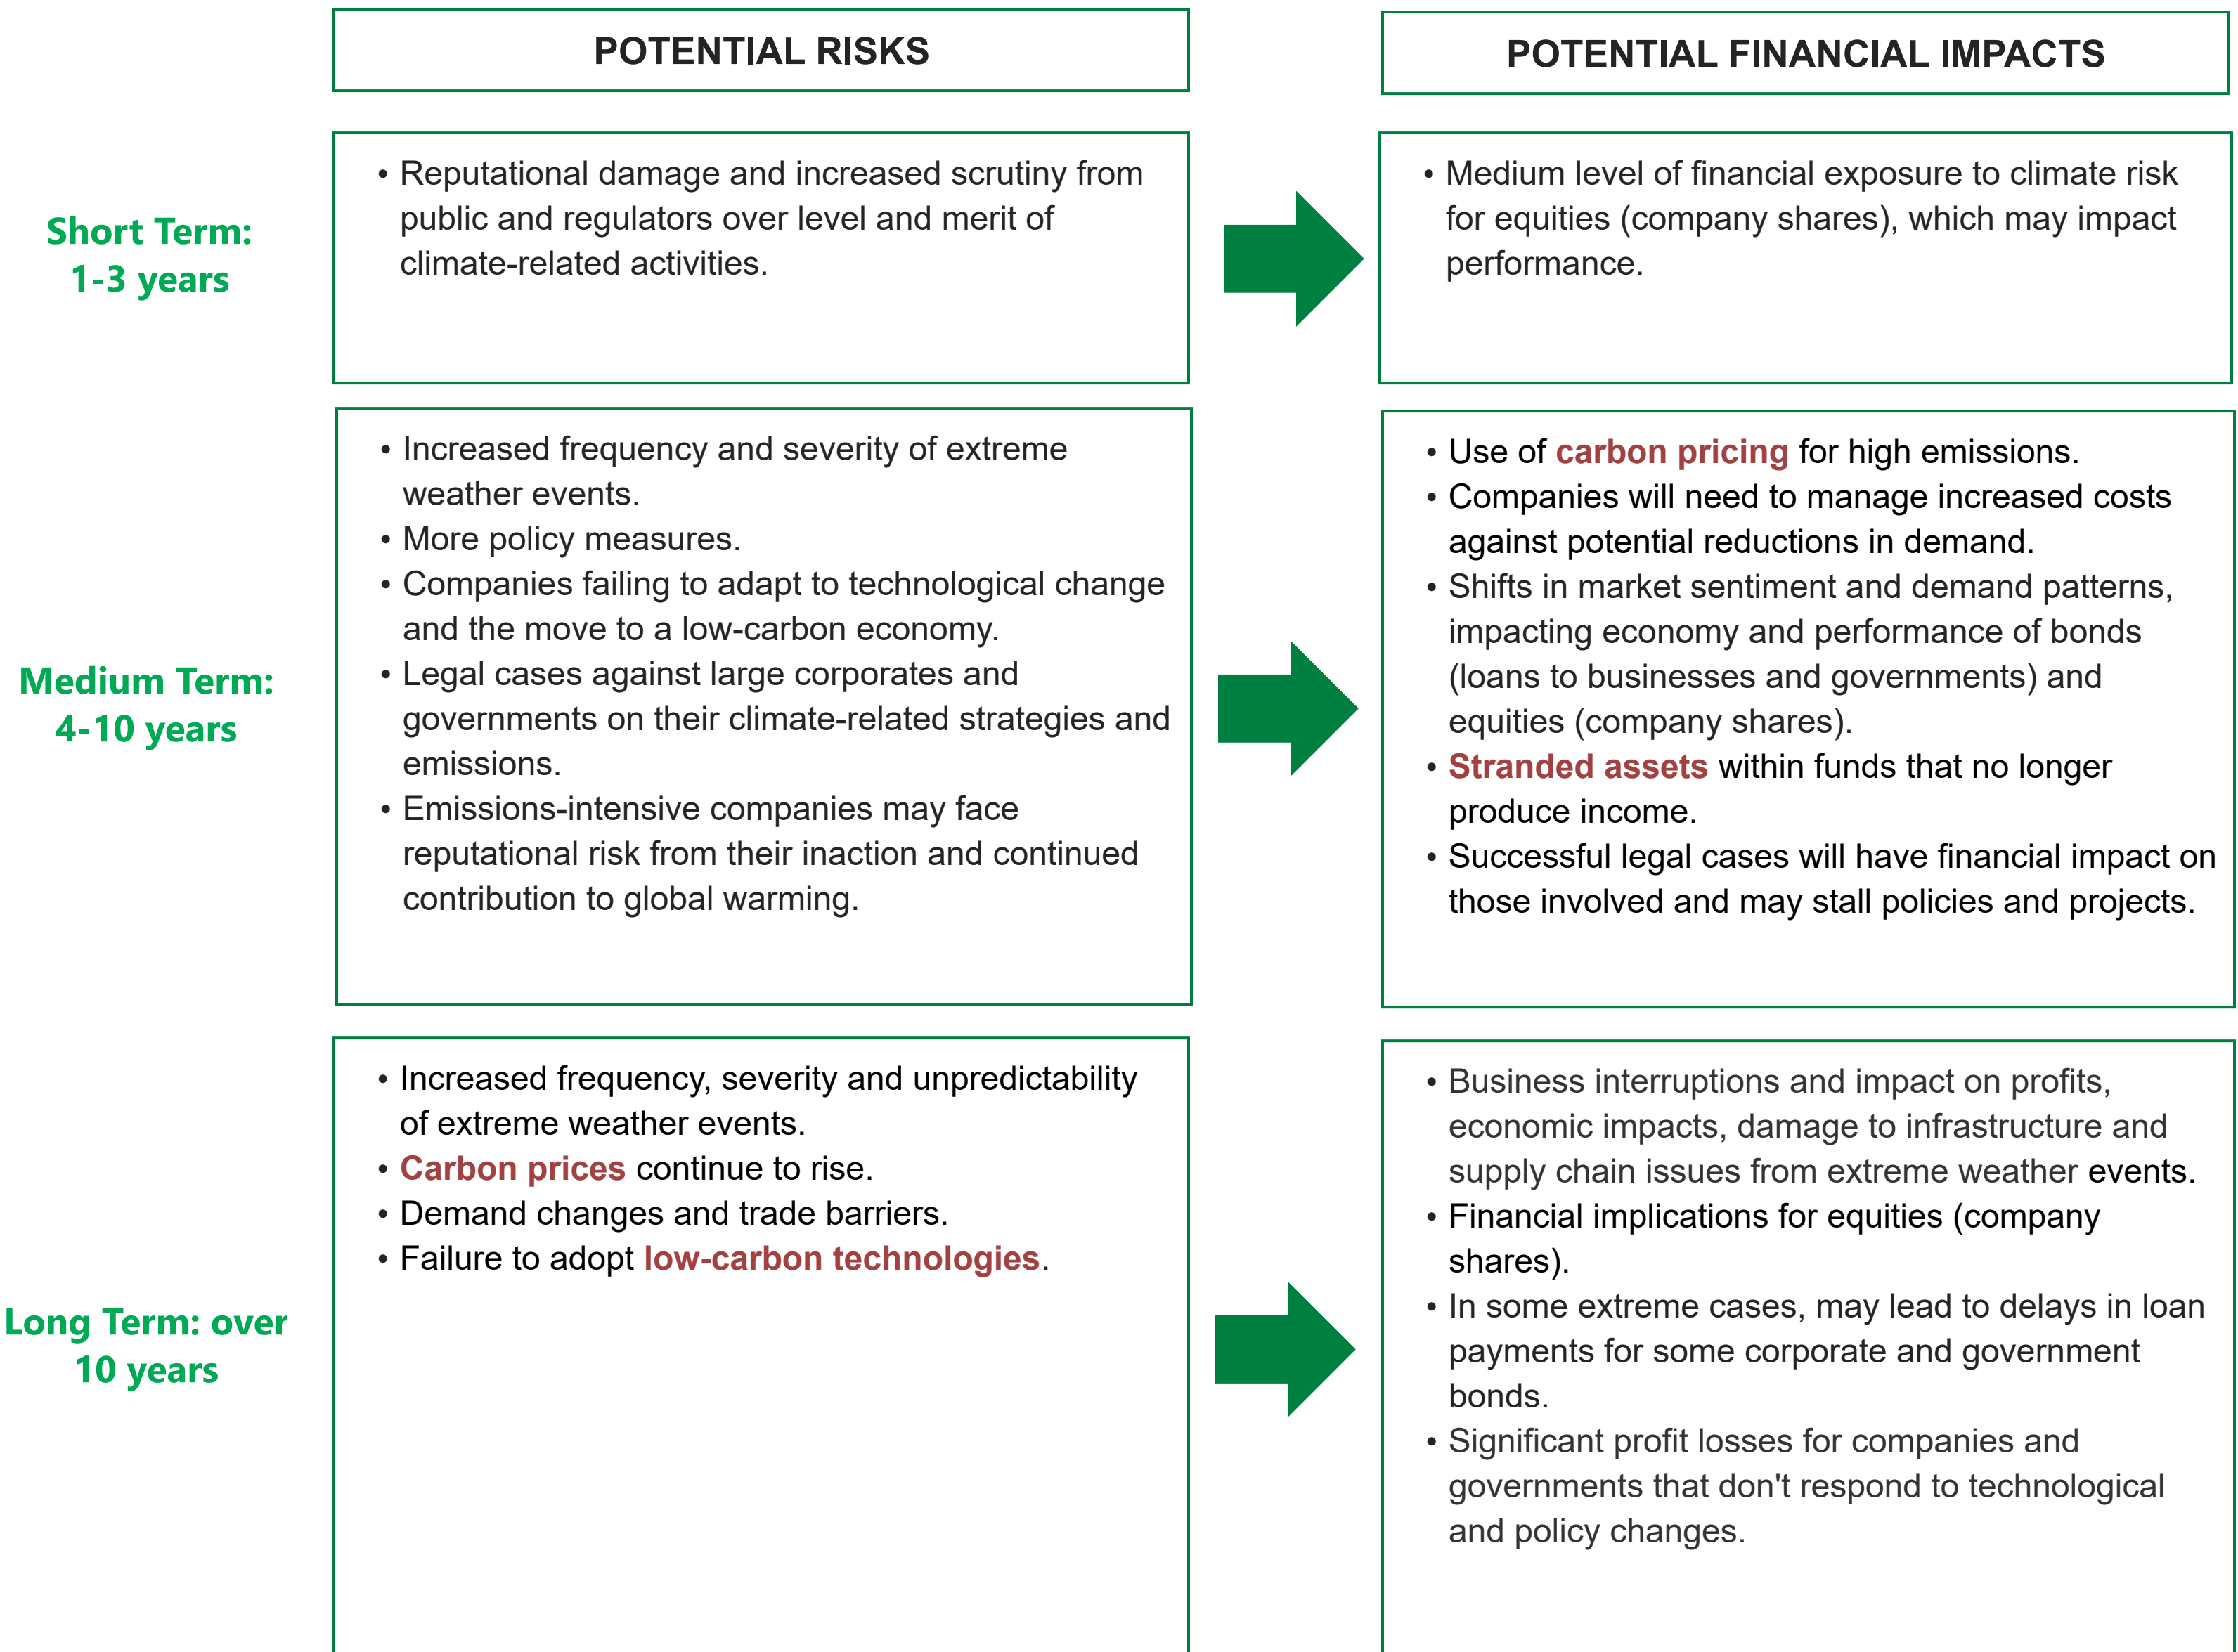 POTENTIAL RISKS
POTENTIAL FINANCIAL IMPACTS
Short Term:
1-3 years
• Reputational damage and increased scrutiny from
public and regulators over level and merit of
climate-related activities.
• Medium level of financial exposure to climate risk
for equities (company shares), which may impact
performance.
Medium Term:
4-10 years
• Increased frequency and severity of extreme
weather events.
• More policy measures.
• Companies failing to adapt to technological change
and the move to a low-carbon economy.
• Legal cases against large corporates and
governments on their climate-related strategies and
emissions.
• Emissions-intensive companies may face
reputational risk from their inaction and continued
contribution to global warming.
• Use of carbon pricing for high emissions.
• Companies will need to manage increased costs
against potential reductions in demand.
• Shifts in market sentiment and demand patterns,
impacting economy and performance of bonds
(loans to businesses and governments) and
equities (company shares).
• Stranded assets within funds that no longer
produce income.
• Successful legal cases will have financial impact on
those involved and may stall policies and projects.
Long Term: over
10 years
• Increased frequency, severity and unpredictability
of extreme weather events.
• Carbon prices continue to rise.
• Demand changes and trade barriers.
• Failure to adopt low-carbon technologies.
• Business interruptions and impact on profits,
economic impacts, damage to infrastructure and
supply chain issues from extreme weather events.
• Financial implications for equities (company
shares).
• In some extreme cases, may lead to delays in loan
payments for some corporate and government
bonds.
• Significant profit losses for companies and
governments that don't respond to technological
and policy changes.